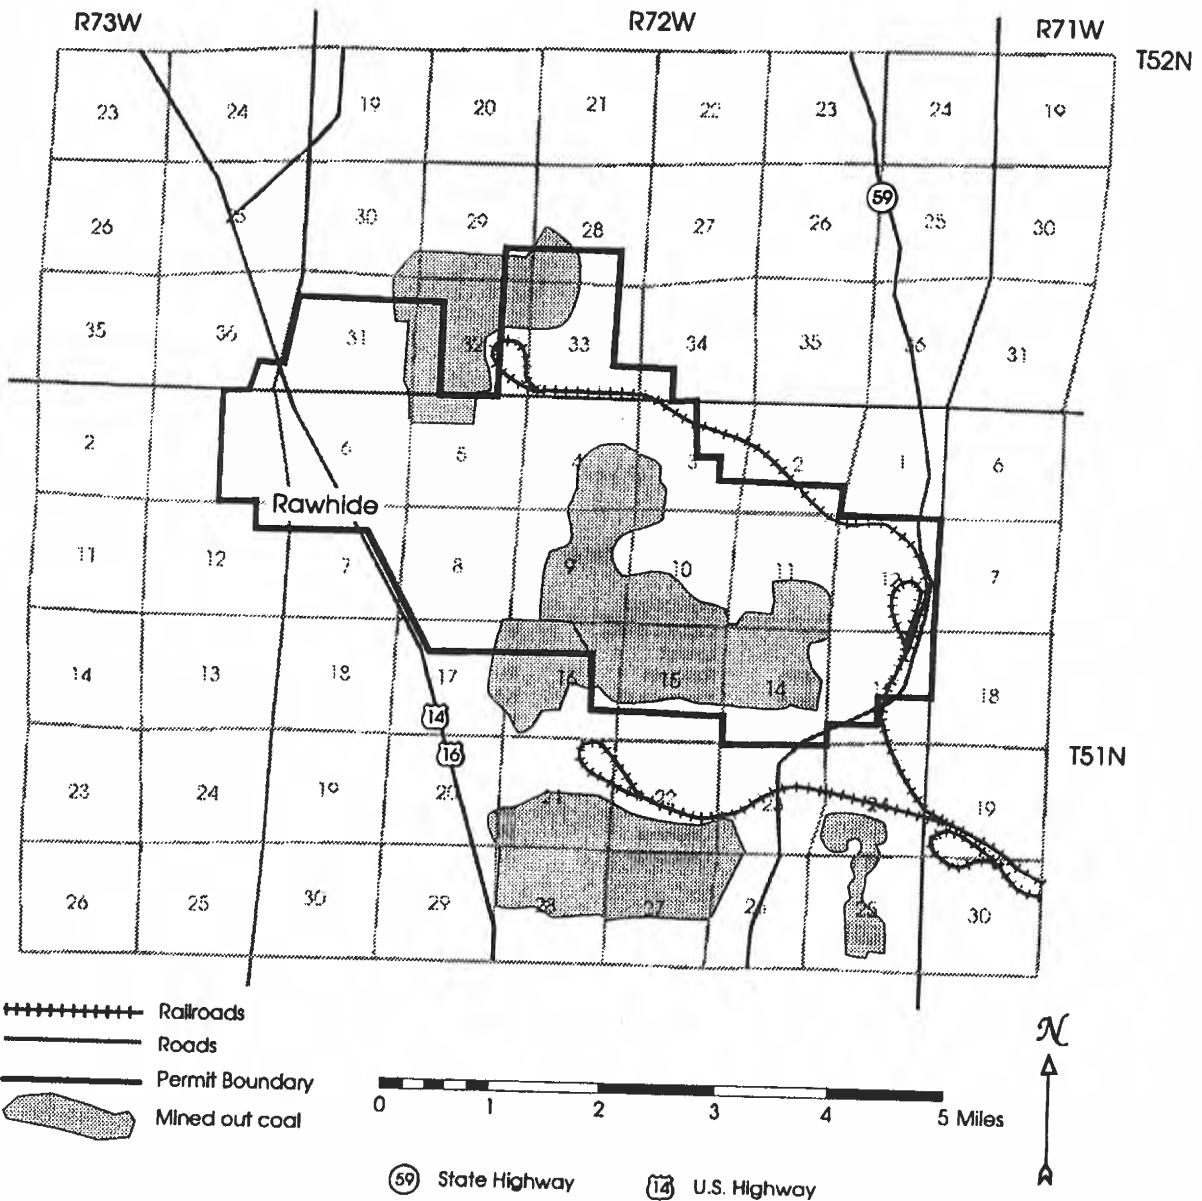 R73W R72W R71W
T52N
23 24 19 20 21 22 23 24 19
59
26 25 30 29 28 27 26 25 30
35 36 31 32 33 34 35 36 31
2 6 5 4 3 2 1 6
Rawhide
11 12 7 8 9 10 11 12 7
14 13 18 17 16 15 14 18
14
16
T51N
23 24 19 20 21 22 23 24 19
26 25 30 29 28 27 26 25 30
Railroads
Roads
Permit Boundary
Mined out coal
0 1 2 3 4 5 Miles
N
59 State Highway 14 U.S. Highway